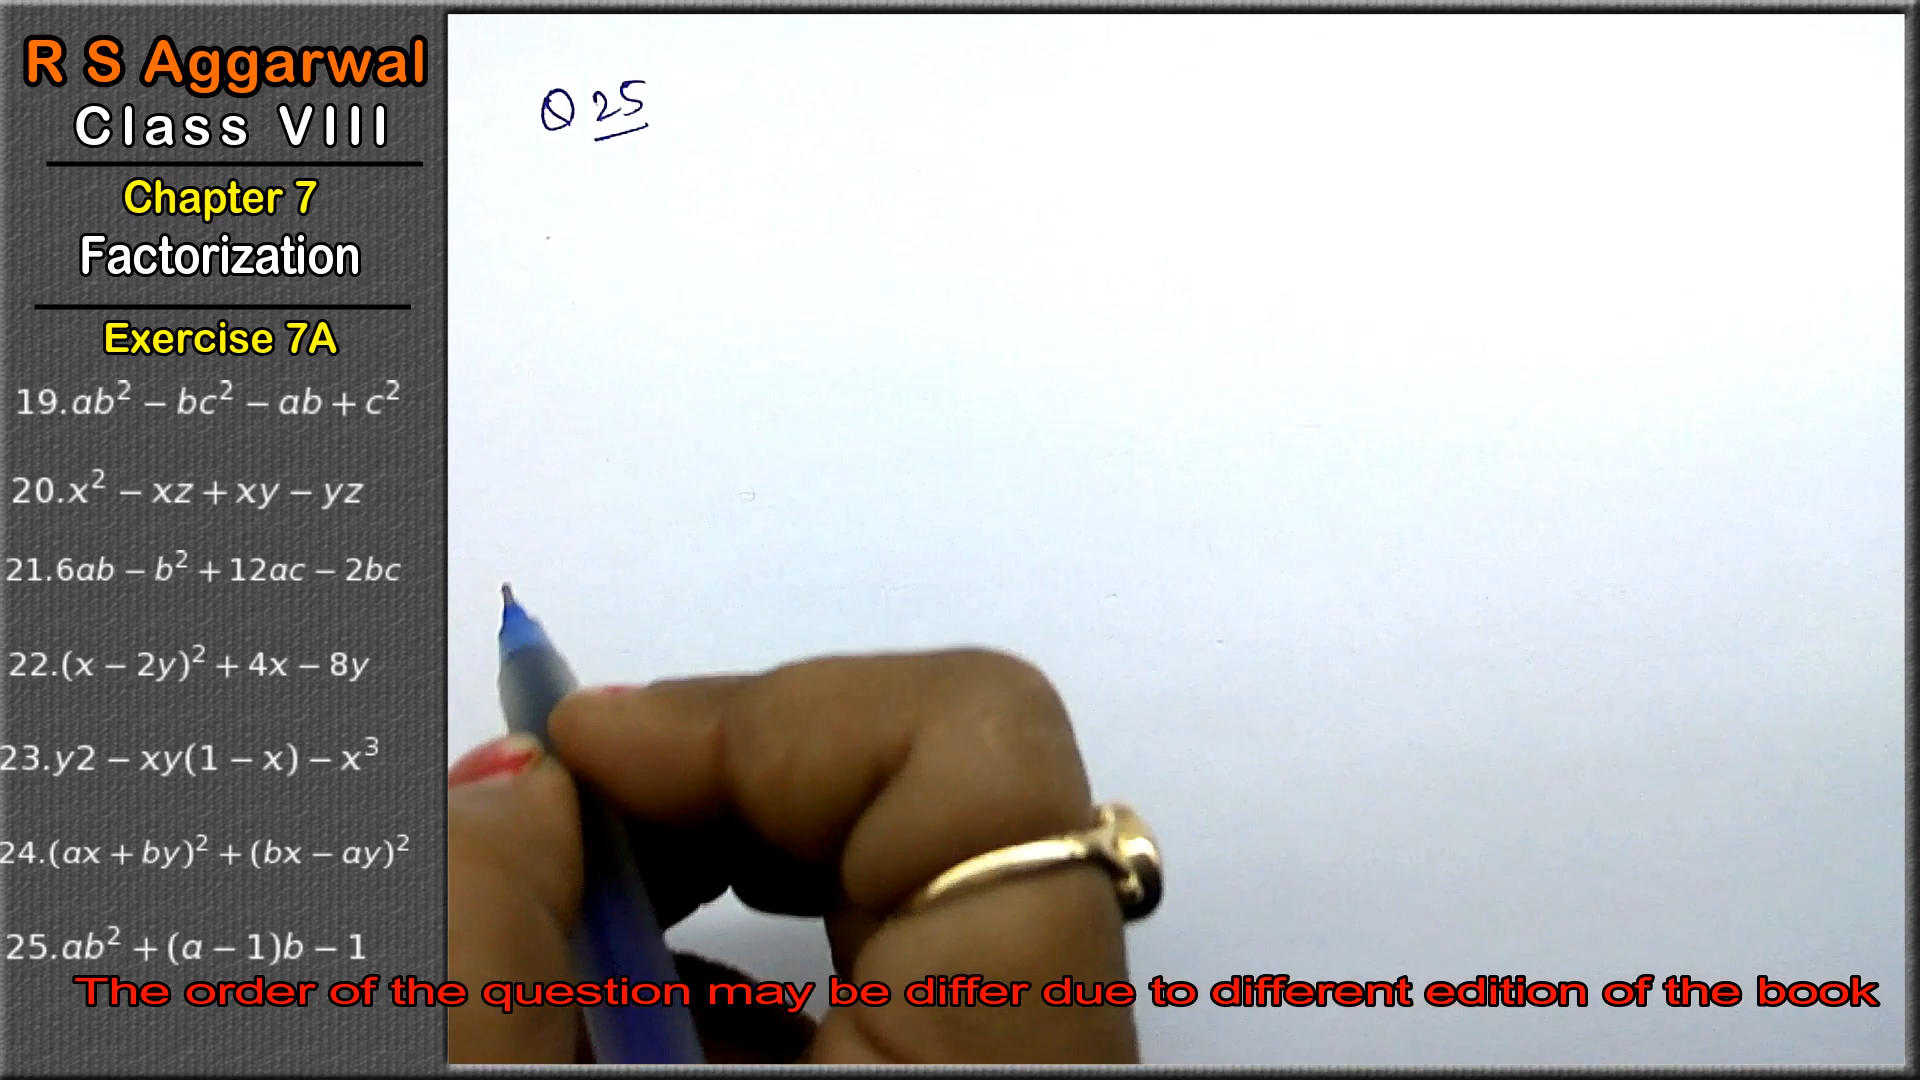 R S Aggarwal
Class VIII
Chapter 7
Factorization
Exercise 7A
19.ab² − bc² − ab + c²
20.x² − xz + xy − yz
21.6ab − b² + 12ac − 2bc
22.(x − 2y)² + 4x − 8y
23.y2 − xy(1 − x) − x³
24.(ax + by)² + (bx − ay)²
25.ab² + (a − 1)b − 1
Q 25
The order of the question may be differ due to different edition of the book